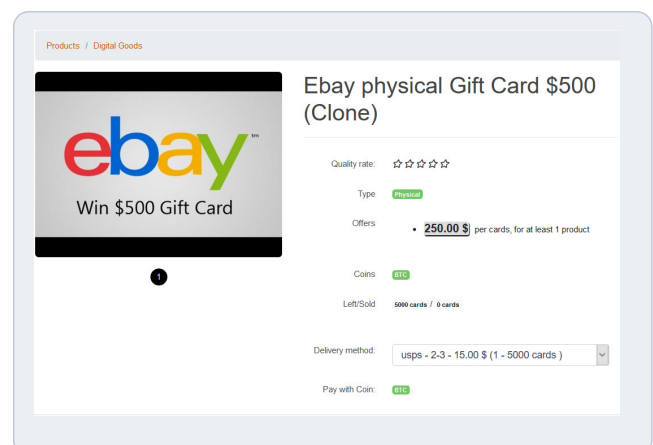 Products / Digital Goods
Ebay physical Gift Card $500
(Clone)
ebay™
Win $500 Gift Card
1
Quality rate:
Type Physical
Offers • 250.00 $ per cards, for at least 1 product
Coins BTC
Left/Sold 5000 cards / 0 cards
Delivery method: usps - 2-3 - 15.00 $ (1 - 5000 cards )
Pay with Coin: BTC